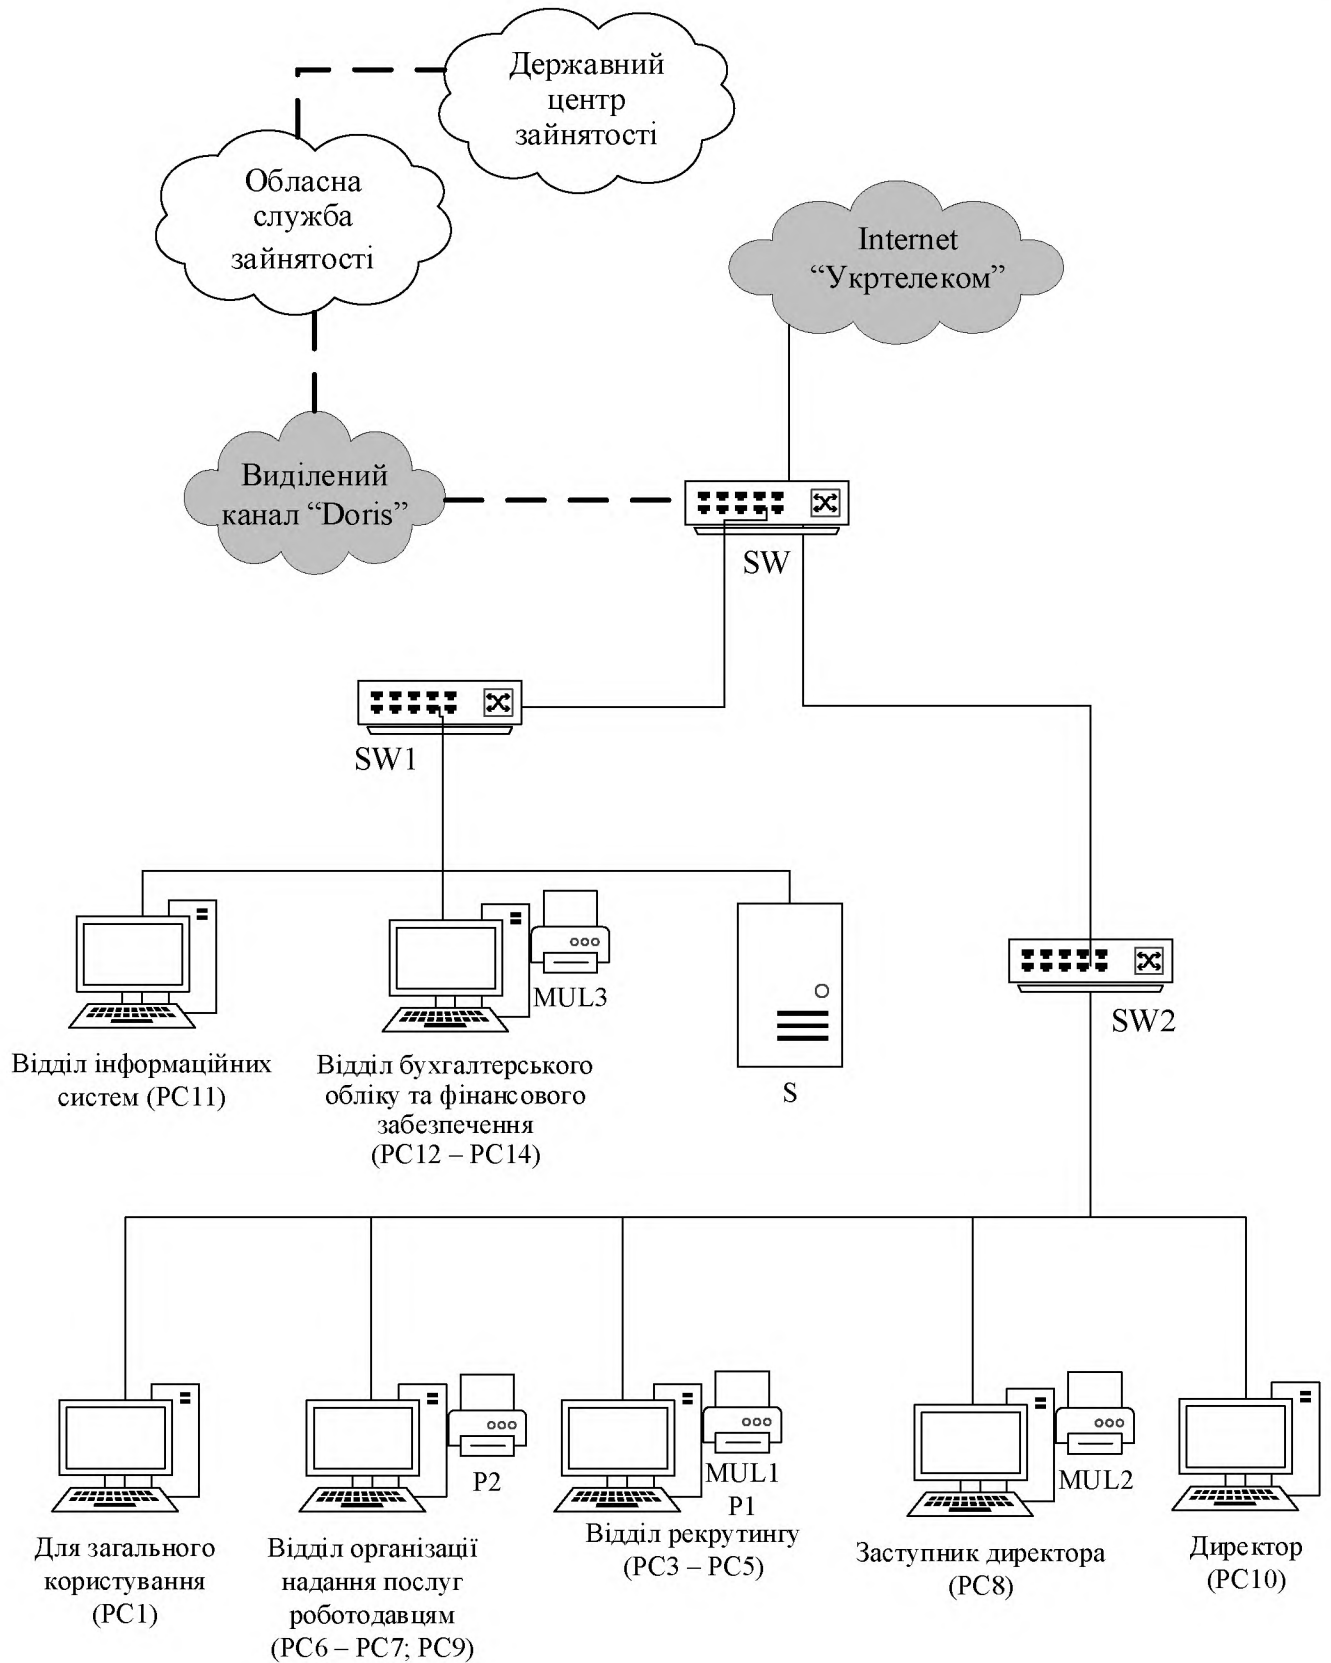 Державний
центр
зайнятості
Обласна
служба
зайнятості
Internet
“Укртелеком”
Виділений
канал “Doris”
SW
SW1
MUL3
SW2
Відділ інформаційних
систем (PC11)
Відділ бухгалтерського
обліку та фінансового
забезпечення
(PC12 – PC14)
S
P2
MUL1
P1
MUL2
Для загального
користування
(PC1)
Відділ організації
надання послуг
роботодавцям
(PC6 – PC7; PC9)
Відділ рекрутингу
(PC3 – PC5)
Заступник директора
(PC8)
Директор
(PC10)